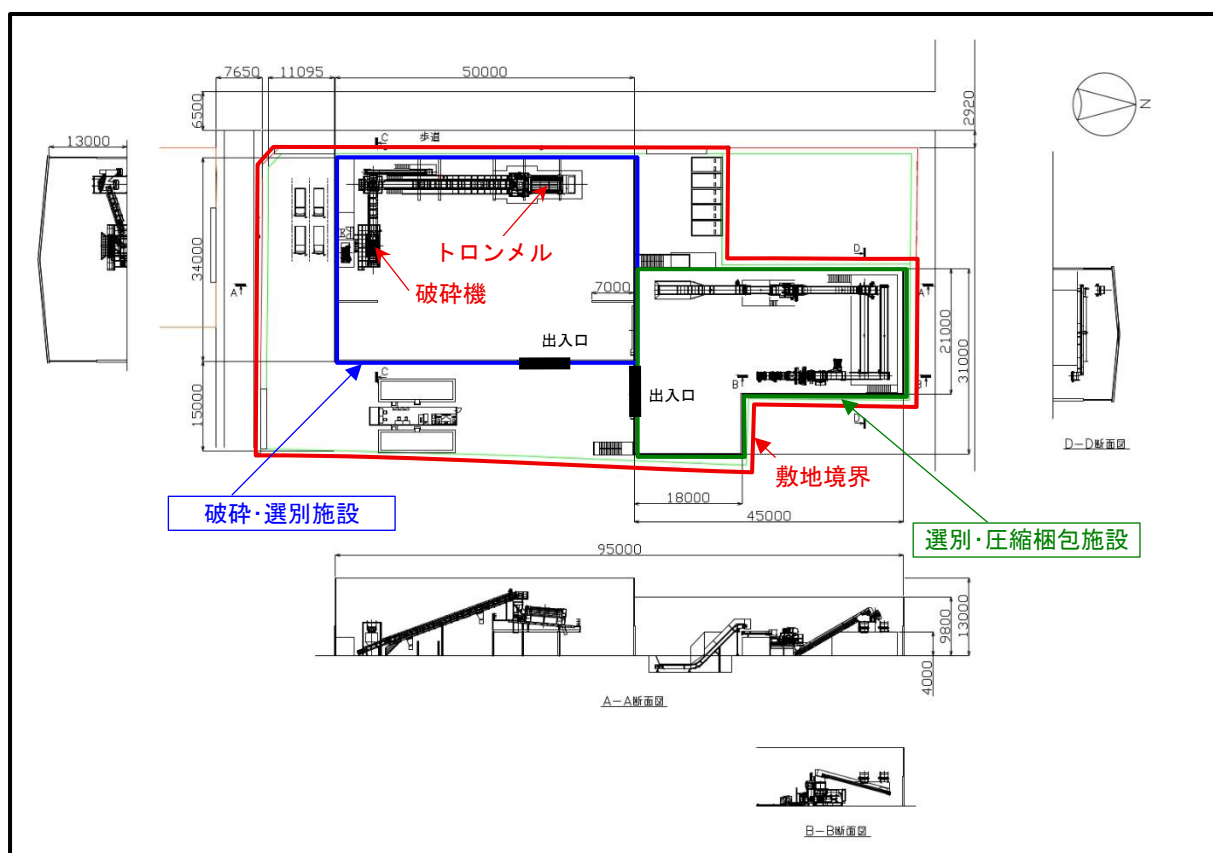 7650
11095
50000
6500
2920
N
13000
C
歩道
トロンメル
破砕機
34000
7000
D
A
A
出入口
21000
31000
出入口
B
B
C
15000
D
D－D断面図
敷地境界
18000
破砕・選別施設
45000
選別・圧縮梱包施設
95000
9800
13000
4000
A－A断面図
B－B断面図